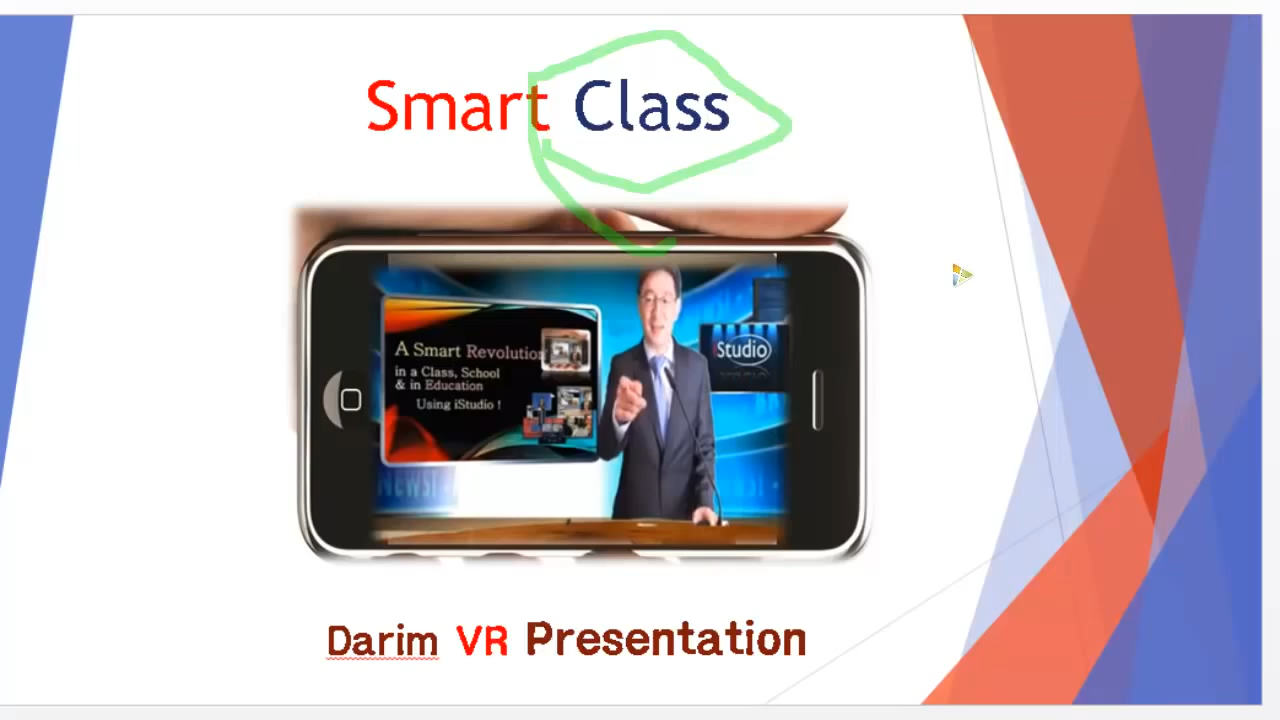 Smart Class
A Smart Revolution
in a Class, School
& in Education
Using iStudio !
iStudio
Darim VR Presentation